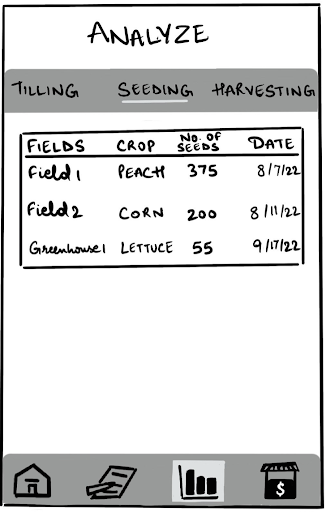 ANALYZE
TILLING SEEDING HARVESTING
FIELDS CROP NO. OF SEEDS DATE
Field 1 PEACH 375 8/7/22
Field 2 CORN 200 8/11/22
Greenhouse 1 LETTUCE 55 9/17/22
$